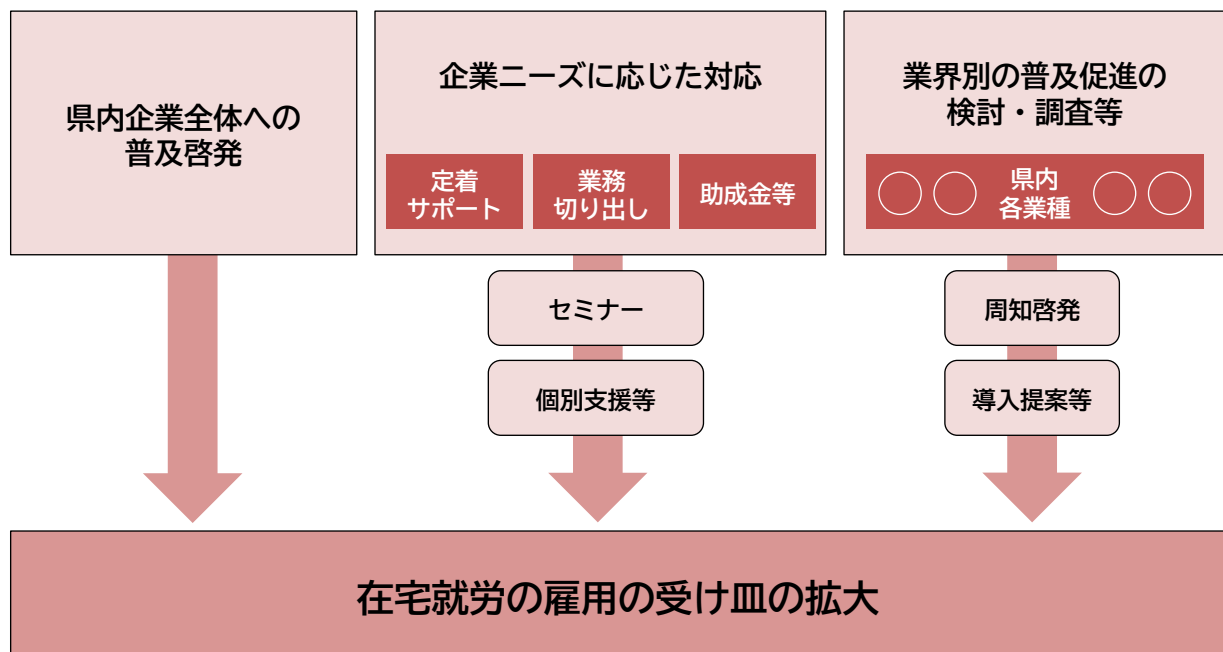 県内企業全体への
普及啓発
企業ニーズに応じた対応
定着
サポート
業務
切り出し
助成金等
セミナー
個別支援等
業界別の普及促進の
検討・調査等
◯◯ 県内 ◯◯
各業種
周知啓発
導入提案等
在宅就労の雇用の受け皿の拡大